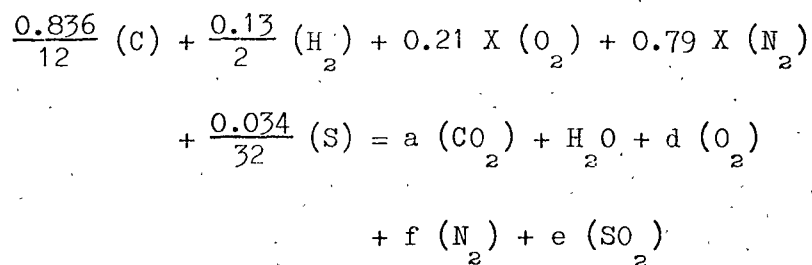 0.836/12 (C) + 0.13/2 (H₂) + 0.21 X (O₂) + 0.79 X (N₂)
+ 0.034/32 (S) = a (CO₂) + H₂O + d (O₂)
+ f (N₂) + e (SO₂)